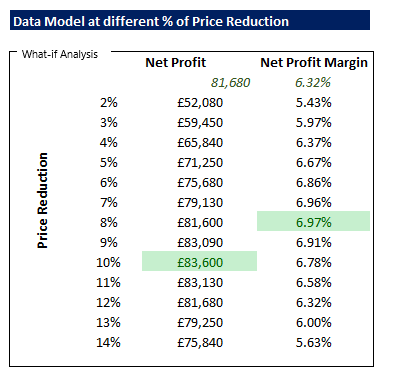 Data Model at different % of Price Reduction
What-if Analysis
Net Profit Net Profit Margin
81,680 6.32%
Price Reduction
2% £52,080 5.43%
3% £59,450 5.97%
4% £65,840 6.37%
5% £71,250 6.67%
6% £75,680 6.86%
7% £79,130 6.96%
8% £81,600 6.97%
9% £83,090 6.91%
10% £83,600 6.78%
11% £83,130 6.58%
12% £81,680 6.32%
13% £79,250 6.00%
14% £75,840 5.63%